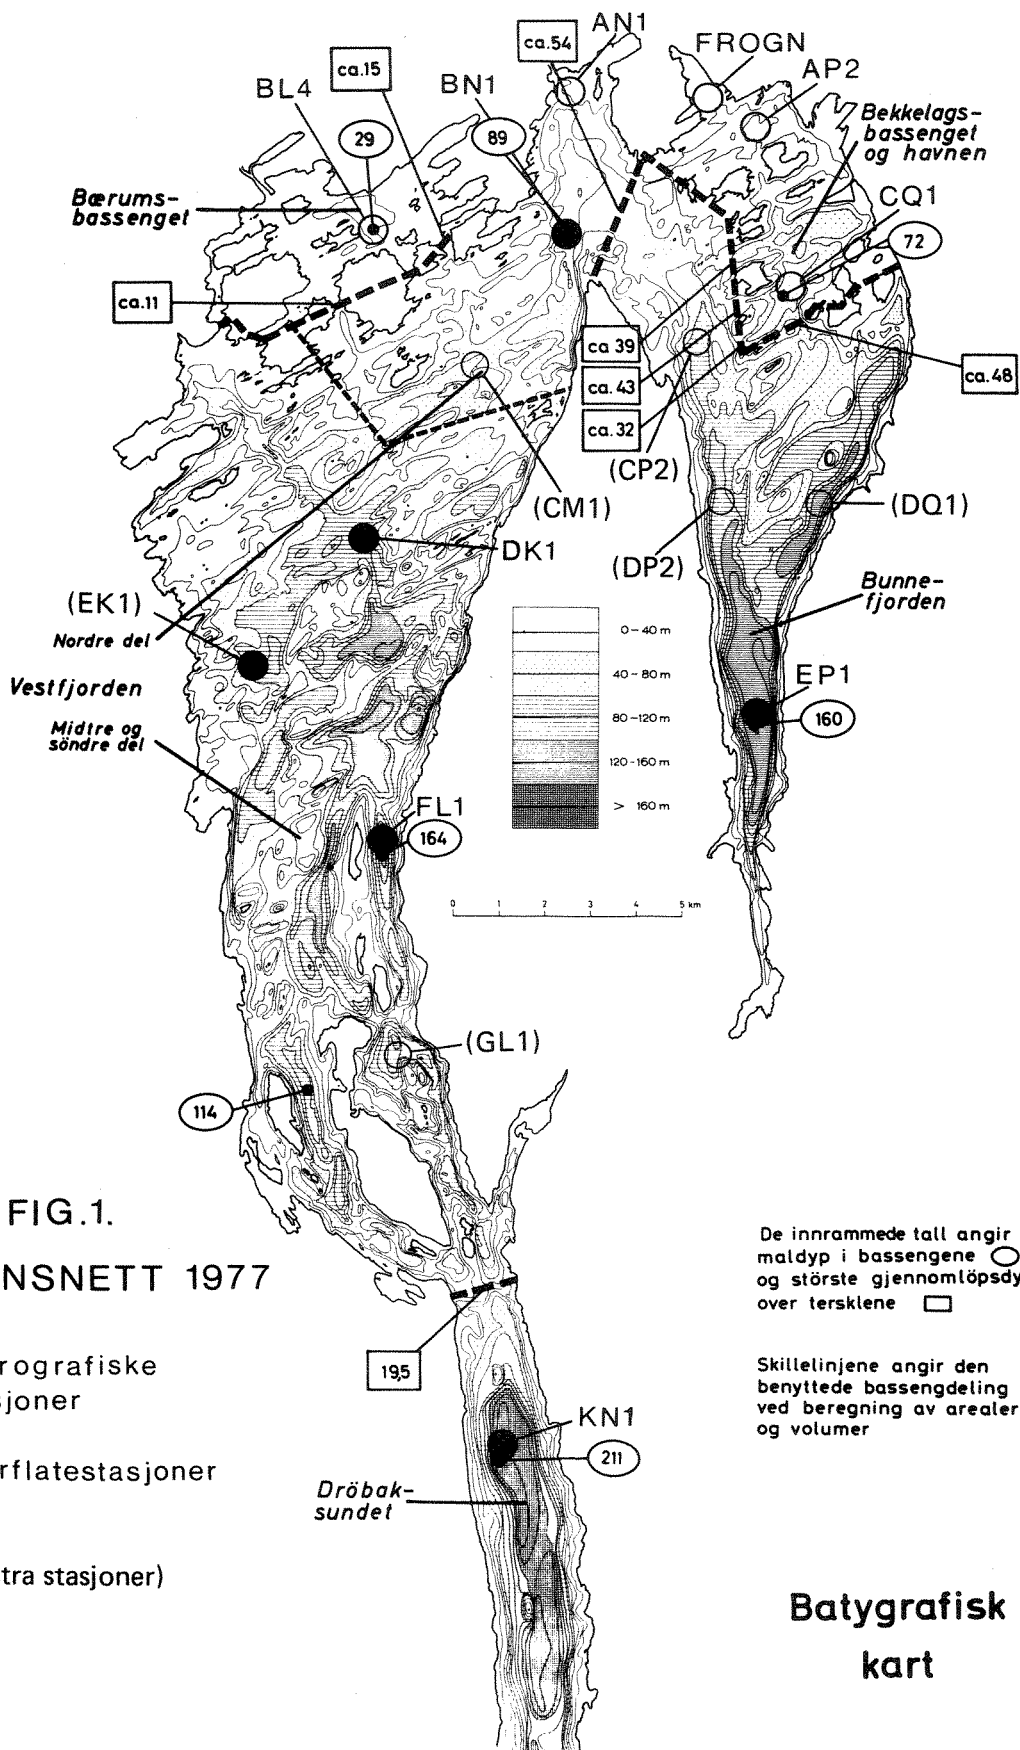 AN1
ca.54
FROGN
ca.15
BN1
AP2
BL4
Bekkelags-
bassenget
og havnen
29
89
Bærums-
bassenget
CQ1
72
ca.11
ca 39
ca.43
ca.32
ca.48
(CP2)
(CM1)
(DQ1)
DK1
(DP2)
Bunne-
fjorden
(EK1)
Nordre del
0-40 m
40-80 m
80-120 m
120-160 m
> 160 m
Vestfjorden
EP1
160
Midtre og
söndre del
FL1
164
0 1 2 3 4 5 km
(GL1)
114
FIG.1.
NSNETT 1977
De innrammede tall angir
maldyp i bassengene
og störste gjennomlöpsdy
over tersklene
rografiske
sjoner
19,5
Skillelinjene angir den
benyttede bassengdeling
ved beregning av arealer
og volumer
KN1
211
rflatestasjoner
Dröbak-
sundet
tra stasjoner)
Batygrafisk
kart